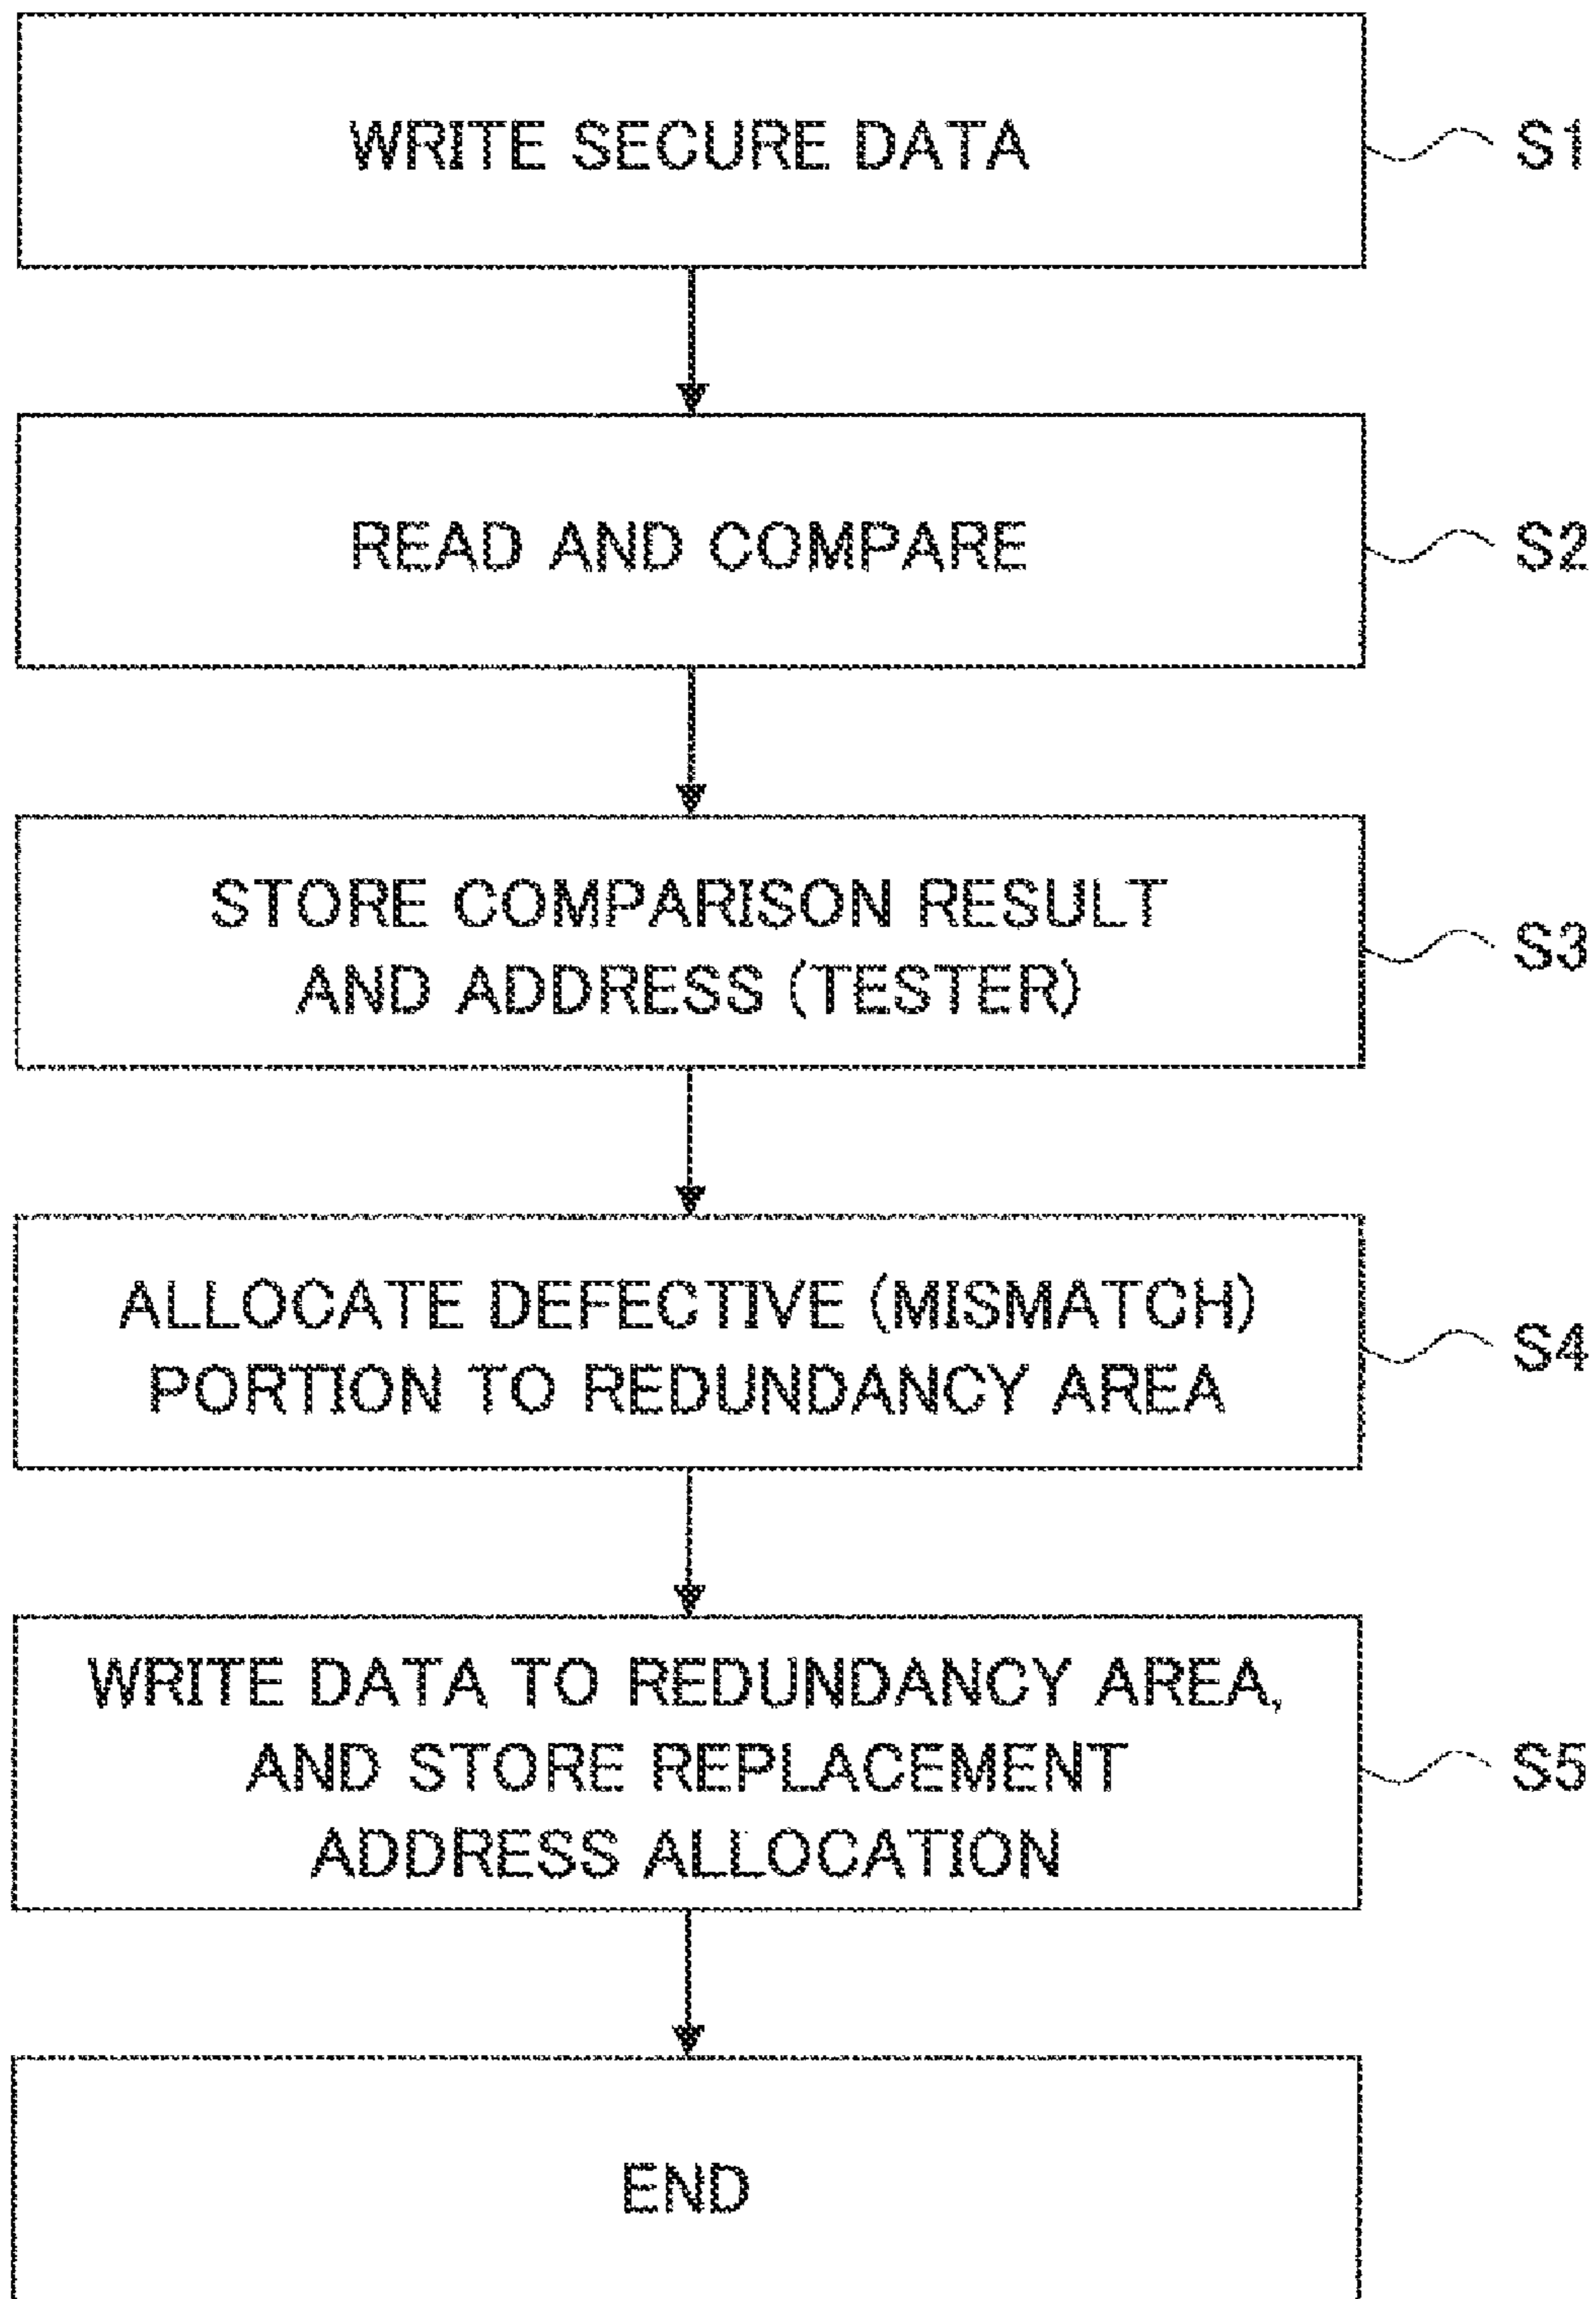 WRITE SECURE DATA
S1
READ AND COMPARE
S2
STORE COMPARISON RESULT
AND ADDRESS (TESTER)
S3
ALLOCATE DEFECTIVE (MISMATCH)
PORTION TO REDUNDANCY AREA
S4
WRITE DATA TO REDUNDANCY AREA,
AND STORE REPLACEMENT
ADDRESS ALLOCATION
S5
END